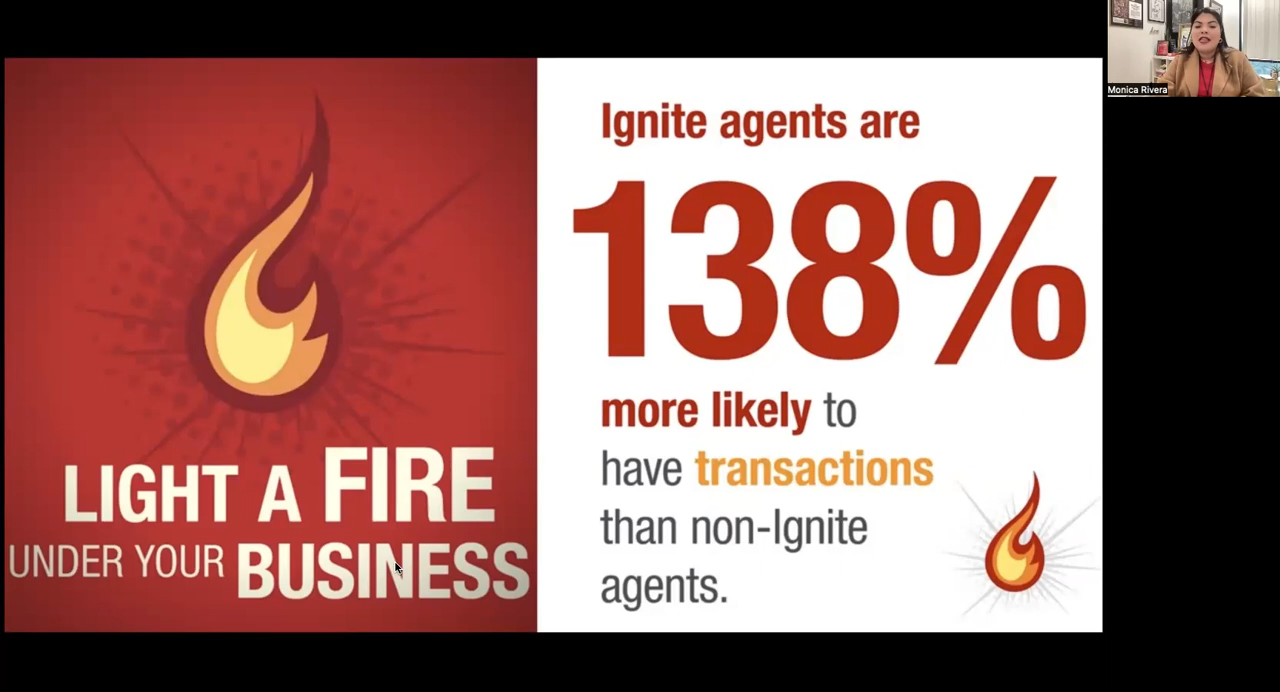 LIGHT A FIRE
UNDER YOUR BUSINESS
Ignite agents are
138%
more likely to
have transactions
than non-Ignite
agents.
Monica Rivera